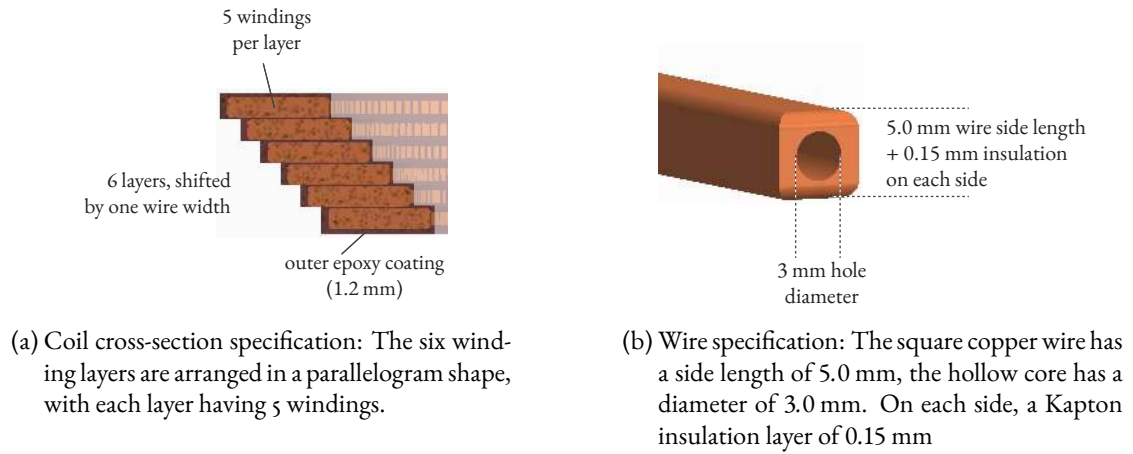 5 windings
per layer
6 layers, shifted
by one wire width
outer epoxy coating
(1.2 mm)
5.0 mm wire side length
+ 0.15 mm insulation
on each side
3 mm hole
diameter
(a) Coil cross-section specification: The six wind-
ing layers are arranged in a parallelogram shape,
with each layer having 5 windings.
(b) Wire specification: The square copper wire has
a side length of 5.0 mm, the hollow core has a
diameter of 3.0 mm. On each side, a Kapton
insulation layer of 0.15 mm